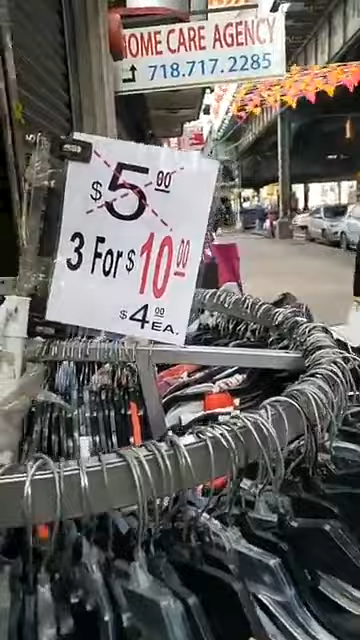 HOME CARE AGENCY
718.717.2285
$5.00
3 FOR $10.00
$4.00 EA.